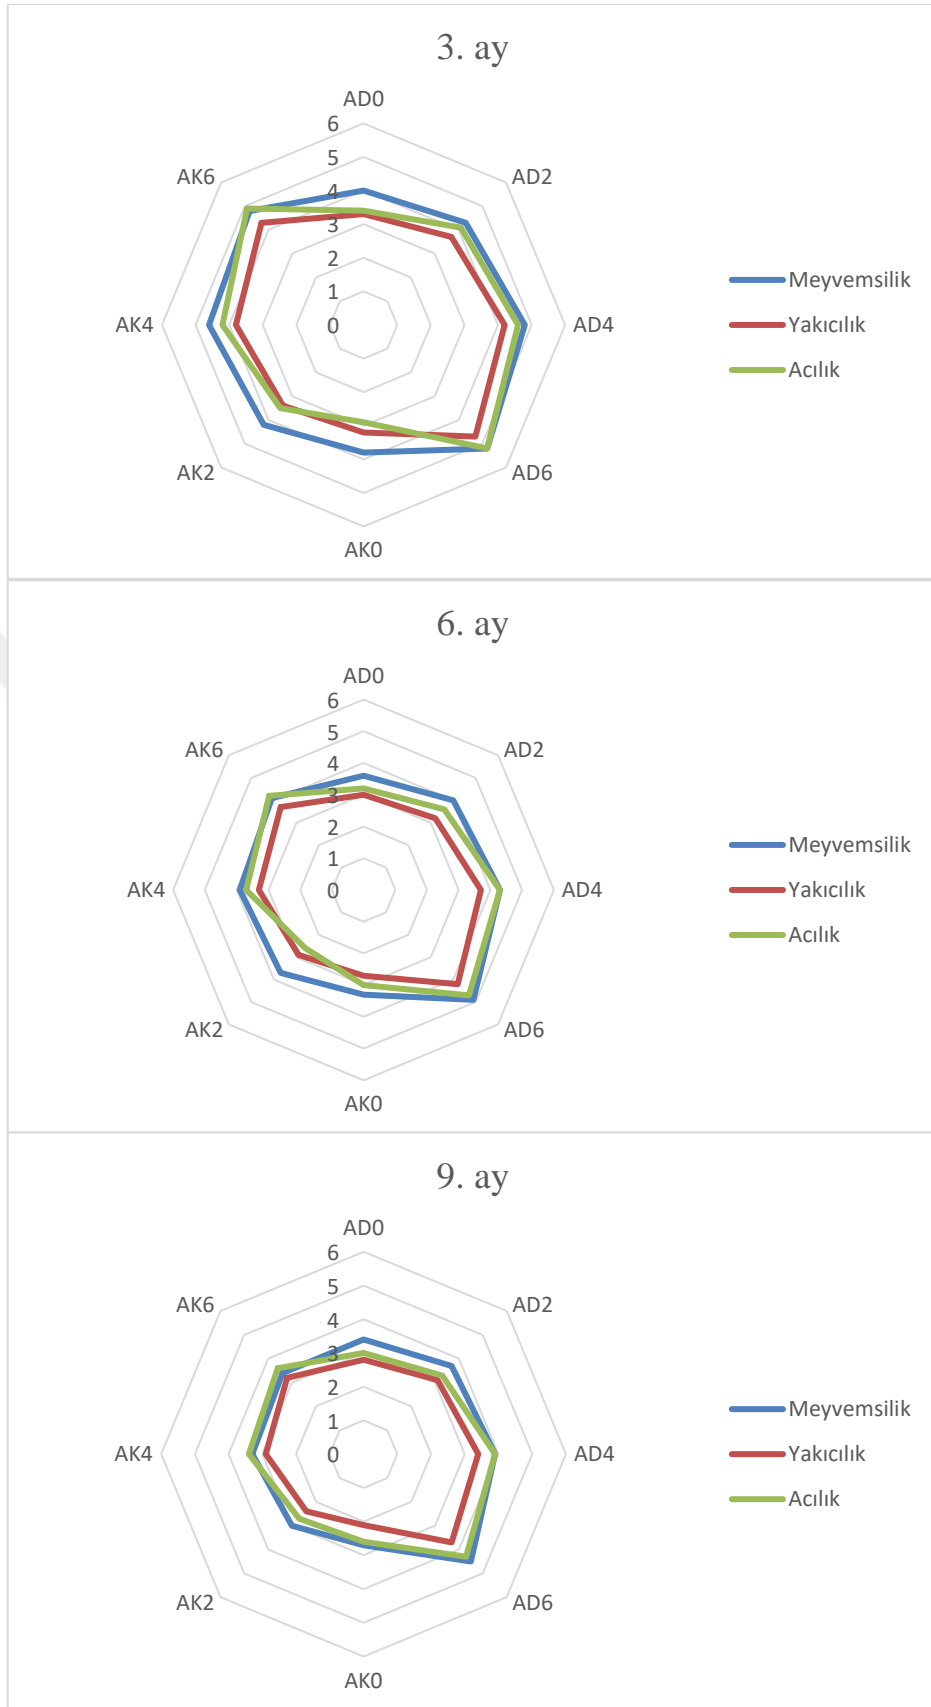 3. ay
AD0
6
5
4
3
2
1
0
AD2
AD4
AD6
AK0
AK2
AK4
AK6
Meyvemsilik
Yakıcılık
Acılık
6. ay
AD0
6
5
4
3
2
1
0
AD2
AD4
AD6
AK0
AK2
AK4
AK6
Meyvemsilik
Yakıcılık
Acılık
9. ay
AD0
6
5
4
3
2
1
0
AD2
AD4
AD6
AK0
AK2
AK4
AK6
Meyvemsilik
Yakıcılık
Acılık